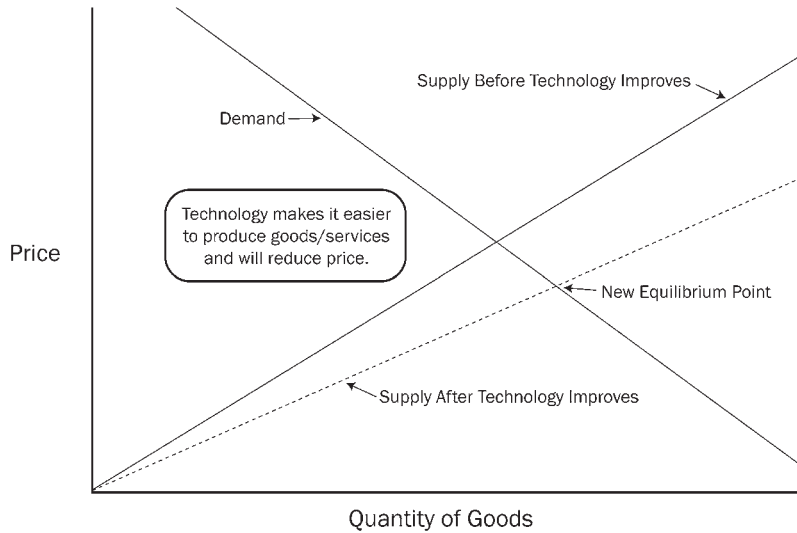 Supply Before Technology Improves
Demand
Technology makes it easier
to produce goods/services
and will reduce price.
Price
New Equilibrium Point
Supply After Technology Improves
Quantity of Goods